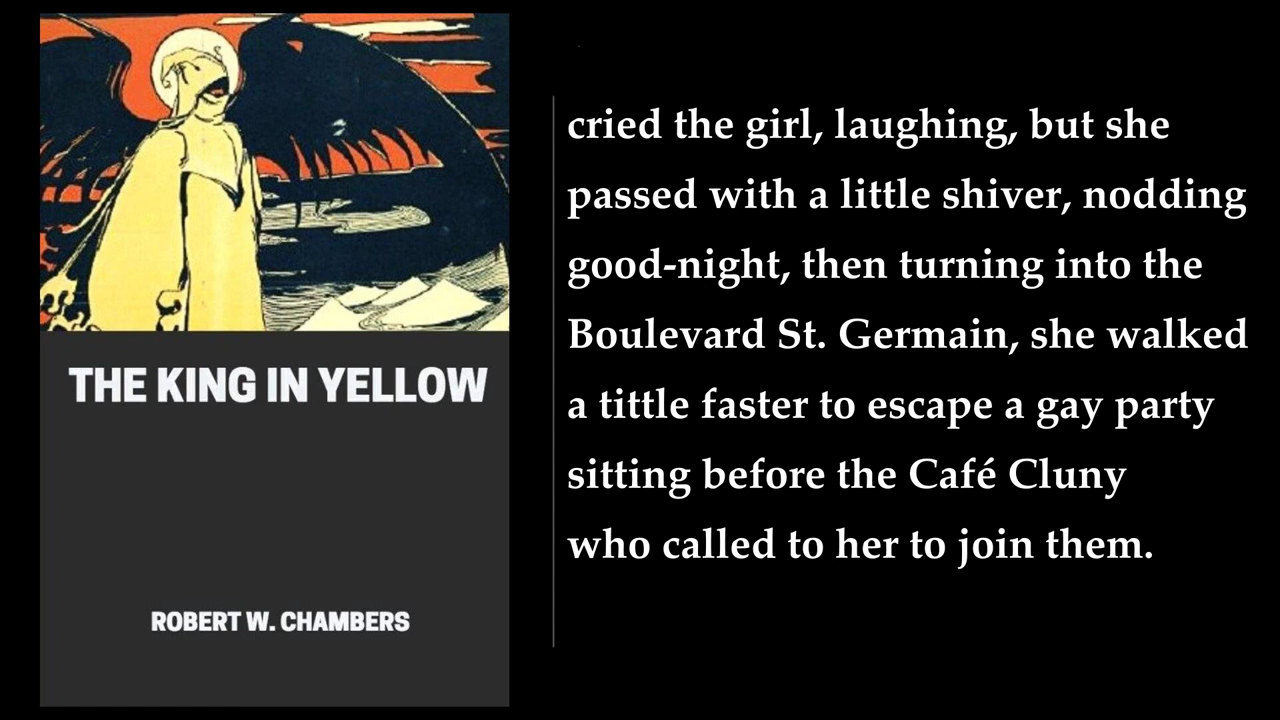 THE KING IN YELLOW
ROBERT W. CHAMBERS
cried the girl, laughing, but she
passed with a little shiver, nodding
good-night, then turning into the
Boulevard St. Germain, she walked
a tittle faster to escape a gay party
sitting before the Café Cluny
who called to her to join them.